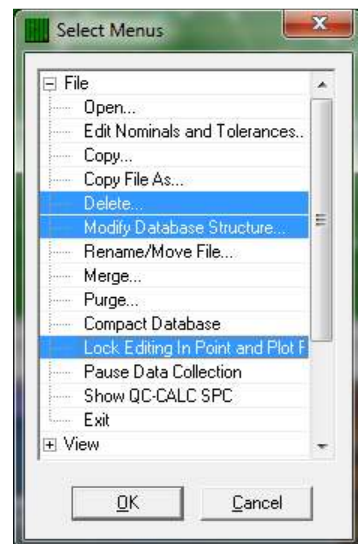 Select Menus
File
Open...
Edit Nominals and Tolerances..
Copy...
Copy File As...
Delete...
Modify Database Structure...
Rename/Move File...
Merge...
Purge...
Compact Database
Lock Editing In Point and Plot F
Pause Data Collection
Show QC-CALC SPC
Exit
View
OK Cancel